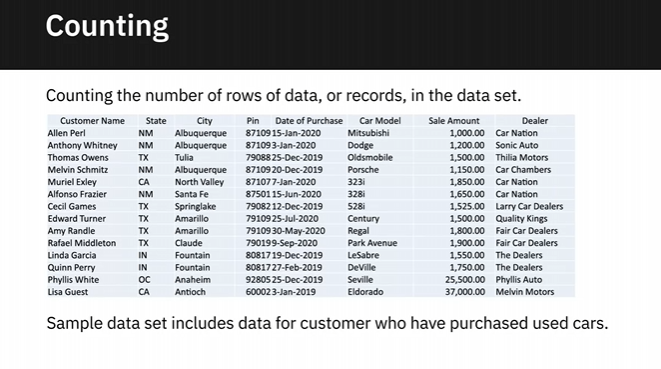 Counting
Counting the number of rows of data, or records, in the data set.
Customer Name State City Pin Date of Purchase Car Model Sale Amount Dealer
Allen Perl NM Albuquerque 87109 15-Jan-2020 Mitsubishi 1,000.00 Car Nation
Anthony Whitney NM Albuquerque 87109 3-Jan-2020 Dodge 1,200.00 Sonic Auto
Thomas Owens TX Tulia 79088 25-Dec-2019 Oldsmobile 1,500.00 Thilia Motors
Melvin Schmitz NM Albuquerque 87109 20-Dec-2019 Porsche 1,150.00 Car Chambers
Muriel Exley CA North Valley 87107 7-Jan-2020 323i 1,850.00 Car Nation
Alfonso Frazier NM Santa Fe 87501 15-Jun-2020 328i 1,650.00 Car Nation
Cecil Games TX Springlake 79082 12-Dec-2019 528i 1,525.00 Larry Car Dealers
Edward Turner TX Amarillo 79109 25-Jul-2020 Century 1,500.00 Quality Kings
Amy Randle TX Amarillo 79109 30-May-2020 Regal 1,800.00 Fair Car Dealers
Rafael Middleton TX Claude 79019 9-Sep-2020 Park Avenue 1,900.00 Fair Car Dealers
Linda Garcia IN Fountain 80817 19-Dec-2019 LeSabre 1,550.00 The Dealers
Quinn Perry IN Fountain 80817 27-Feb-2019 DeVille 1,750.00 The Dealers
Phyllis White OC Anaheim 92805 25-Dec-2019 Seville 25,500.00 Phyllis Auto
Lisa Guest CA Antioch 60002 3-Jan-2019 Eldorado 37,000.00 Melvin Motors
Sample data set includes data for customer who have purchased used cars.